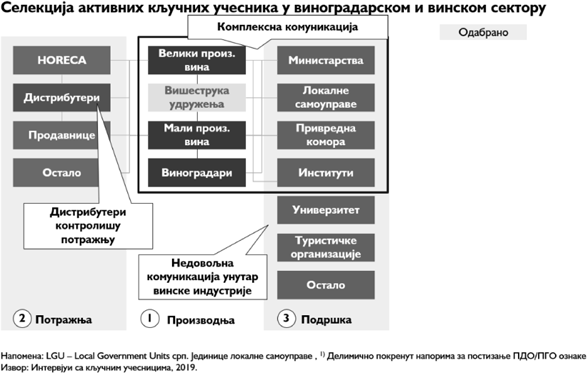 Селекција активних кључних учесника у виноградарском и винском сектору
Комплексна комуникација
Одабрано
HORECA
Дистрибутери
Продавнице
Остало
Дистрибутери
контролишу
потражњу
Велики произ.
вина
Вишеструка
удружења
Мали произ.
вина
Виноградари
Министарства
Локалне
самоуправе
Привредна
комора
Институти
Универзитет
Туристичке
организације
Остало
Недовољна
комуникација унутар
винске индустрије
2 Потражња
1 Производња
3 Подршка
Напомена: LGU – Local Government Units срп. Јединице локалне самоуправе , 1) Делимично покренут напорима за постизање ПДО/ПГО ознаке
Извор: Интервјуи са кључним учесницима, 2019.